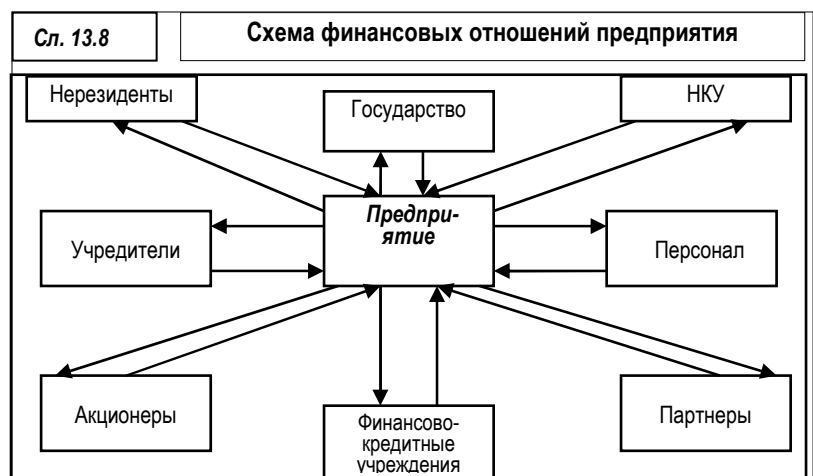 Сл. 13.8
Схема финансовых отношений предприятия
Нерезиденты
Государство
НКУ
Предпри-
ятие
Учредители
Персонал
Акционеры
Финансово-
кредитные
учреждения
Партнеры